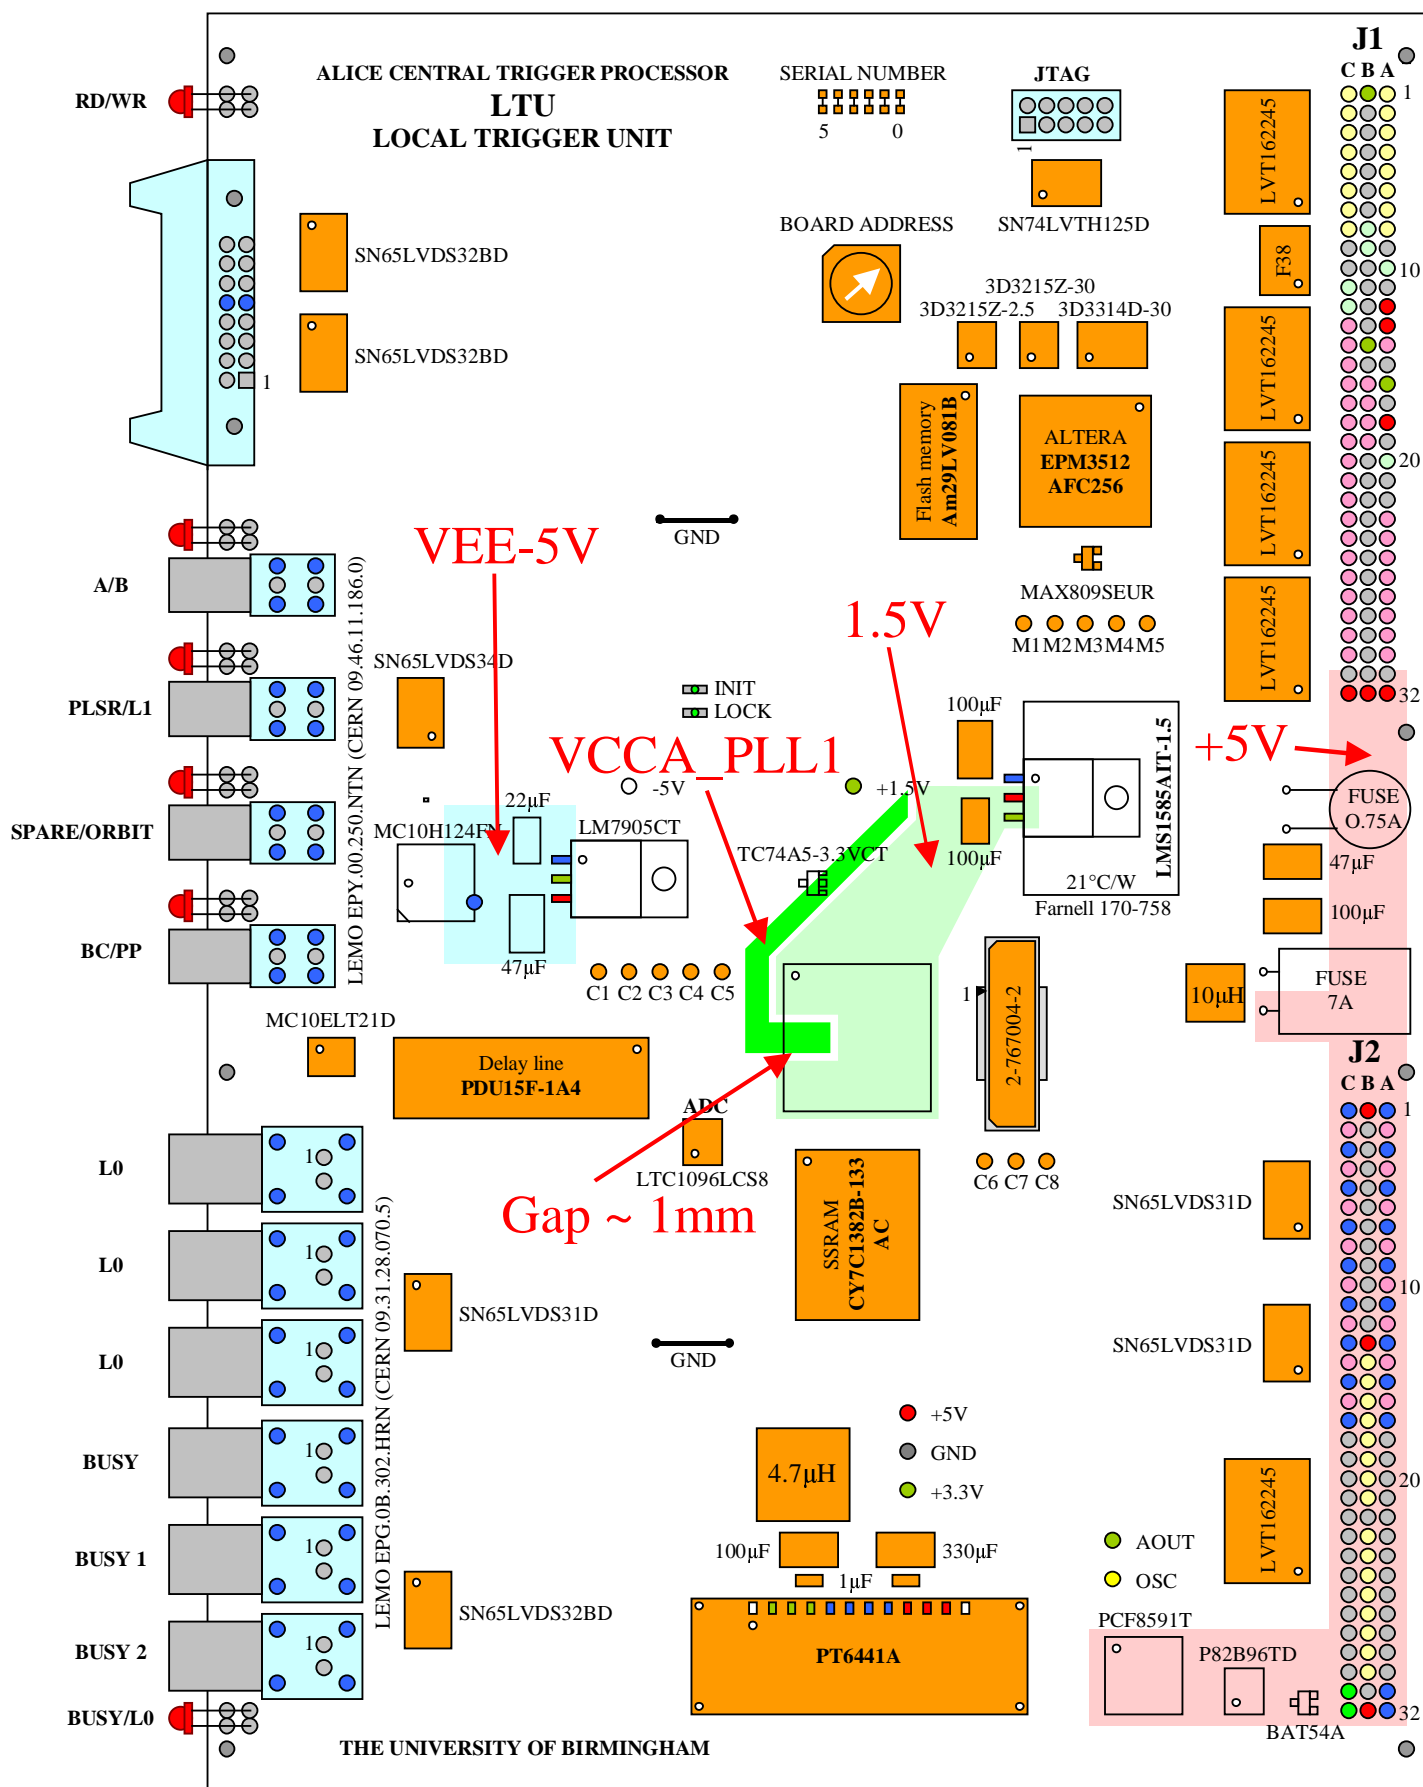 ALICE CENTRAL TRIGGER PROCESSOR
LTU
LOCAL TRIGGER UNIT
SERIAL NUMBER
5 0
JTAG
1
J1
C B A
1
10
20
32
RD/WR
SN65LVDS32BD
SN65LVDS32BD
1
BOARD ADDRESS
SN74LVTH125D
LVT162245
F38
LVT162245
LVT162245
LVT162245
3D3215Z-30
3D3215Z-2.5
3D3314D-30
Flash memory
Am29LV081B
ALTERA
EPM3512
AFC256
GND
MAX809SEUR
M1 M2 M3 M4 M5
VEE-5V
1.5V
A/B
PLSR/L1
SPARE/ORBIT
BC/PP
LEMO EPY.00.250.NTN (CERN 09.46.11.186.0)
SN65LVDS34D
INIT
LOCK
100µF
VCCA_PLL1
+5V
-5V
+1.5V
LMS1585AIT-1.5
FUSE
O.75A
22µF
MC10H124FN
LM7905CT
TC74A5-3.3VCT
100µF
21°C/W
Farnell 170-758
47µF
100µF
47µF
C1 C2 C3 C4 C5
1
2-767004-2
10µH
FUSE
7A
MC10ELT21D
Delay line
PDU15F-1A4
J2
C B A
1
10
20
32
ADC
LTC1096LCS8
Gap ~ 1mm
C6 C7 C8
SSRAM
CY7C1382B-133
AC
SN65LVDS31D
SN65LVDS31D
L0
1
L0
1
L0
1
BUSY
1
BUSY 1
1
BUSY 2
1
BUSY/L0
LEMO EPG.0B.302.HRN (CERN 09.31.28.070.5)
SN65LVDS31D
GND
+5V
GND
+3.3V
4.7µH
100µF
330µF
1µF
AOUT
OSC
LVT162245
SN65LVDS32BD
PT6441A
PCF8591T
P82B96TD
BAT54A
THE UNIVERSITY OF BIRMINGHAM